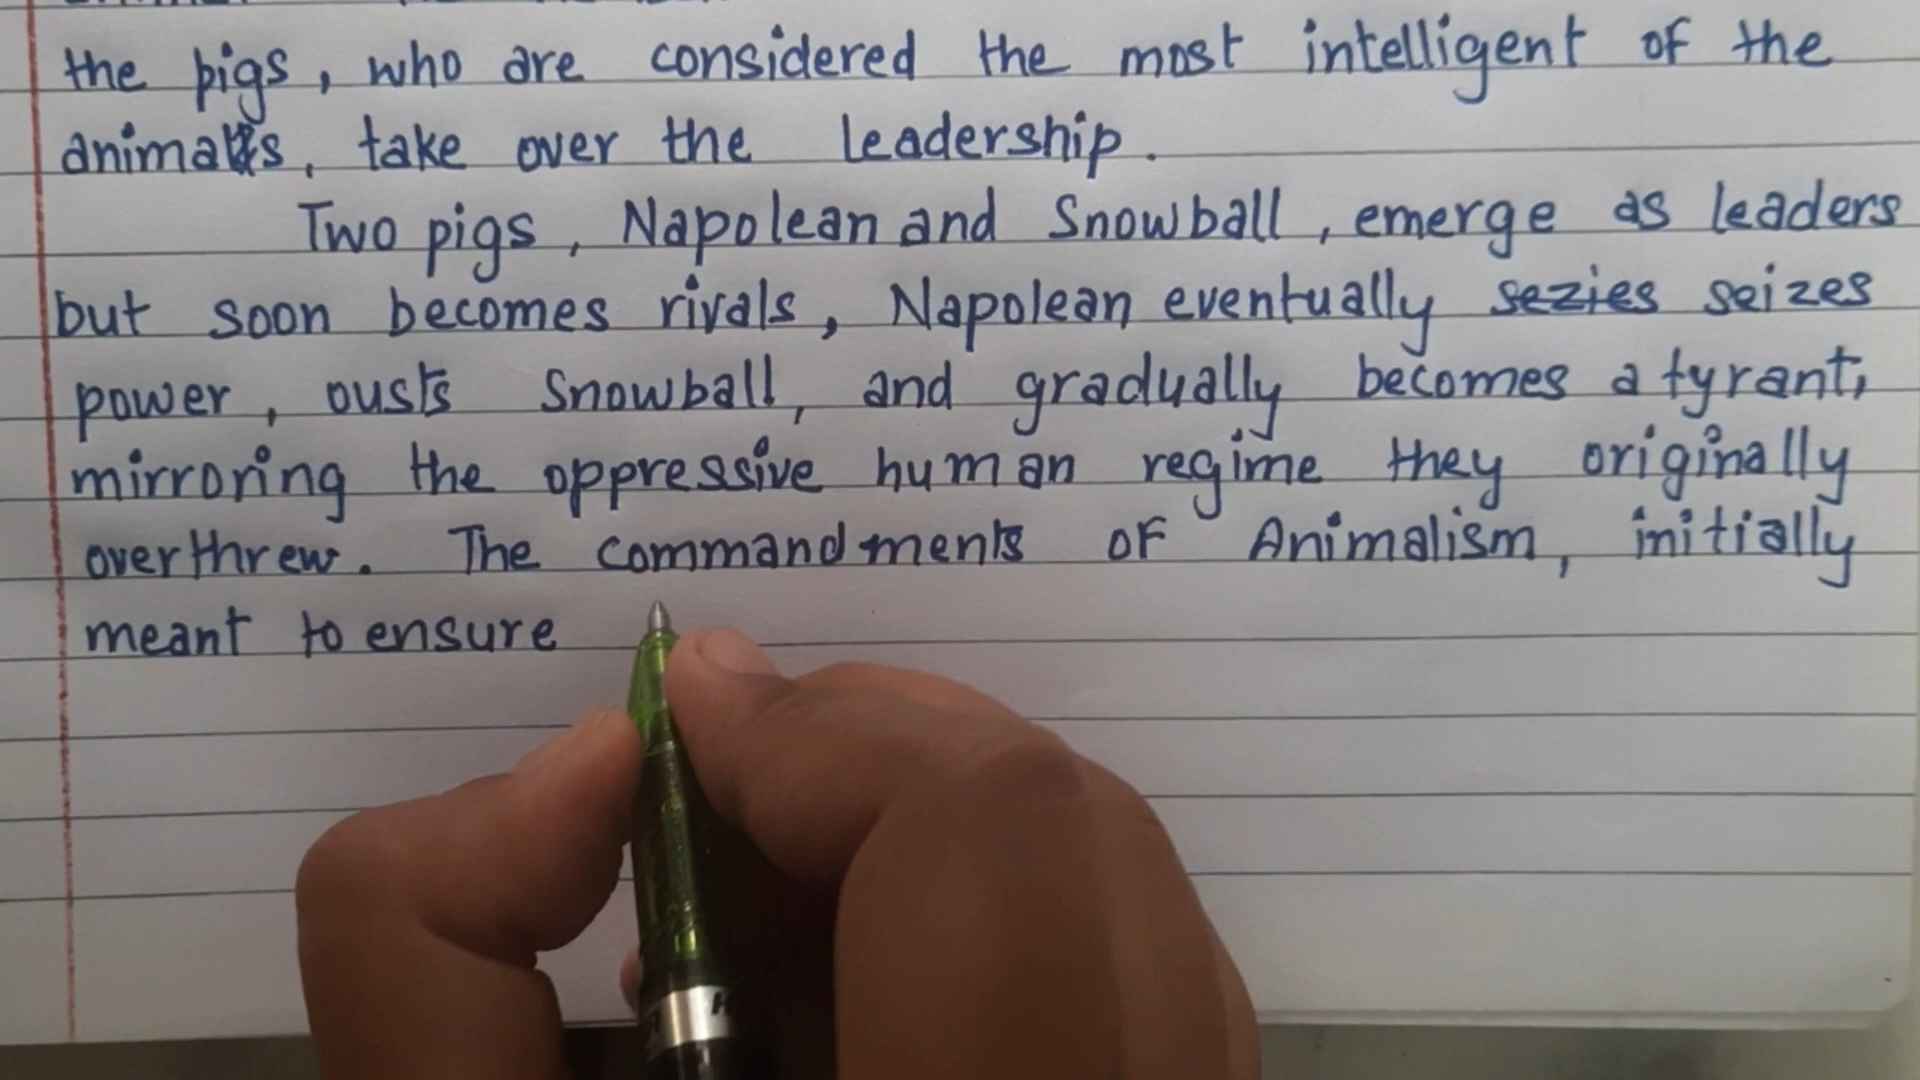 the pigs, who are considered the most intelligent of the
animals, take over the leadership.
Two pigs, Napolean and Snowball, emerge as leaders
but soon becomes rivals, Napolean eventually sezies seizes
power, ousts Snowball, and gradually becomes a tyrant,
mirroring the oppressive human regime they originally
overthrew. The commandments of Animalism, initially
meant to ensure